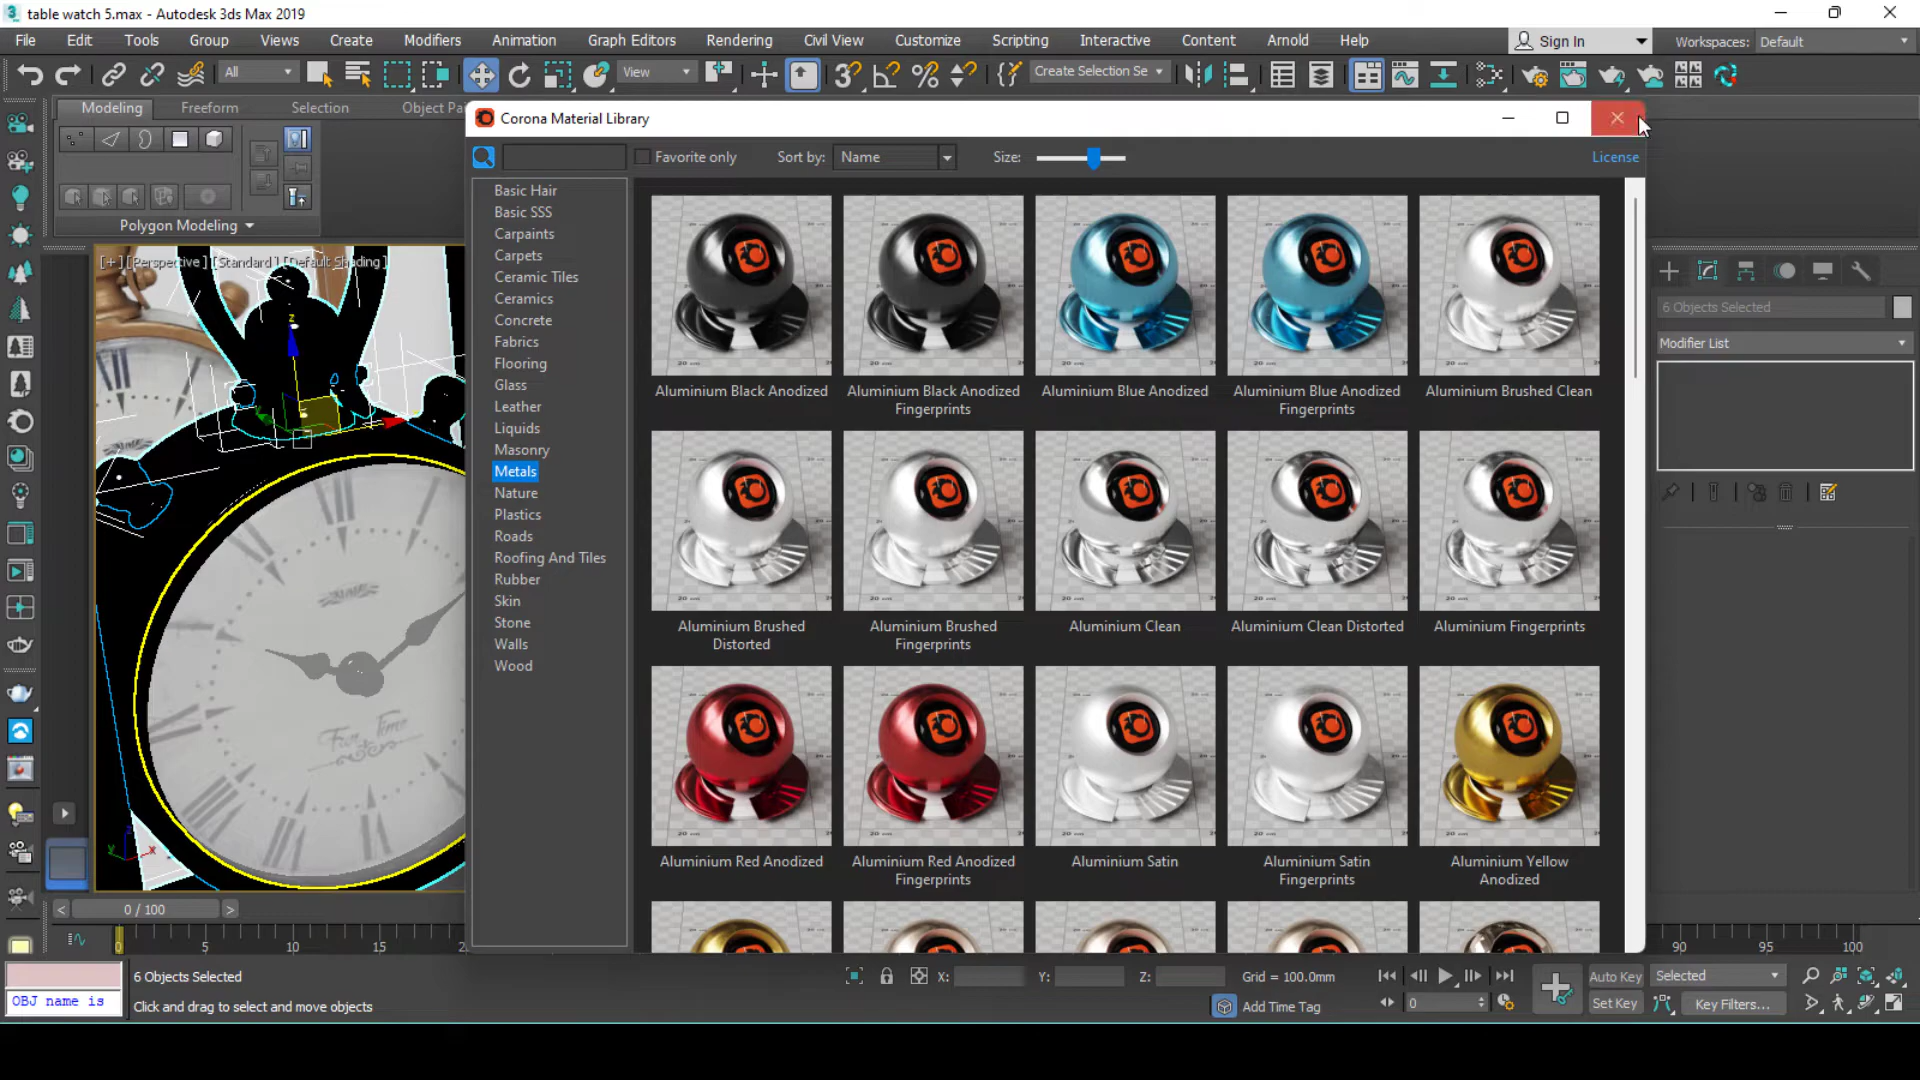 table watch 5.max - Autodesk 3ds Max 2019
File Edit Tools Group Views Create Modifiers Animation Graph Editors Rendering Civil View Customize Scripting Interactive Content Arnold Help Sign In Workspaces: Default
All View Create Selection Se
Modeling Freeform Selection Object Pa
Corona Material Library
Favorite only Sort by: Name Size: License
Polygon Modeling
[+] [Perspective] [Standard] [Default Shading]
Basic Hair
Basic SSS
Carpaints
Carpets
Ceramic Tiles
Ceramics
Concrete
Fabrics
Flooring
Glass
Leather
Liquids
Masonry
Metals
Nature
Plastics
Roads
Roofing And Tiles
Rubber
Skin
Stone
Walls
Wood
Aluminium Black Anodized
Aluminium Black Anodized
Fingerprints
Aluminium Blue Anodized
Aluminium Blue Anodized
Fingerprints
Aluminium Brushed Clean
Aluminium Brushed
Distorted
Aluminium Brushed
Fingerprints
Aluminium Clean
Aluminium Clean Distorted
Aluminium Fingerprints
Aluminium Red Anodized
Aluminium Red Anodized
Fingerprints
Aluminium Satin
Aluminium Satin
Fingerprints
Aluminium Yellow
Anodized
6 Objects Selected
Modifier List
z
y x
Time
< 0 / 100 >
0 5 10 15 90 95 100
6 Objects Selected X: Y: Z: Grid = 100.0mm Auto Key Selected
OBJ name is Click and drag to select and move objects Add Time Tag 0 Set Key Key Filters...